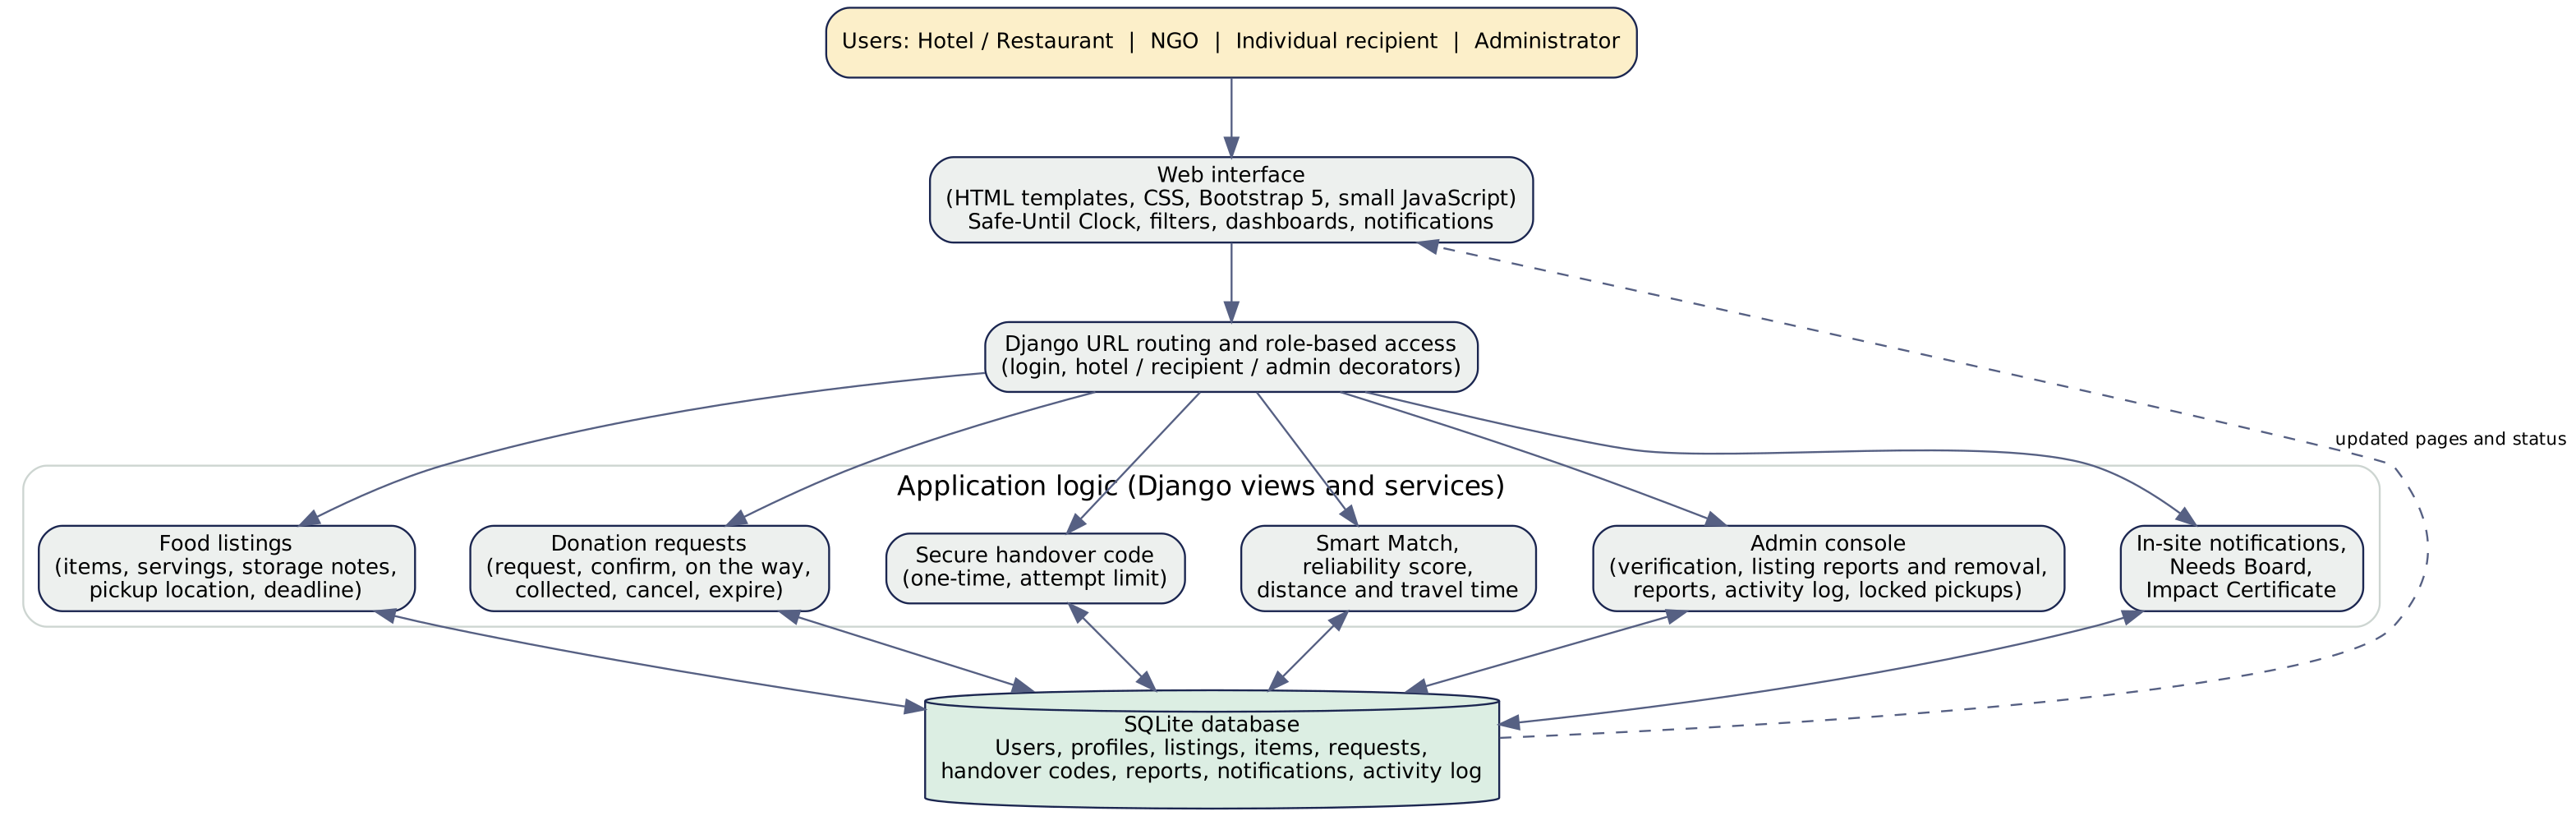 Users: Hotel / Restaurant | NGO | Individual recipient | Administrator
Web interface
(HTML templates, CSS, Bootstrap 5, small JavaScript)
Safe-Until Clock, filters, dashboards, notifications
Django URL routing and role-based access
(login, hotel / recipient / admin decorators)
updated pages and status
Application logic (Django views and services)
Food listings
(items, servings, storage notes,
pickup location, deadline)
Donation requests
(request, confirm, on the way,
collected, cancel, expire)
Secure handover code
(one-time, attempt limit)
Smart Match,
reliability score,
distance and travel time
Admin console
(verification, listing reports and removal,
reports, activity log, locked pickups)
In-site notifications,
Needs Board,
Impact Certificate
SQLite database
Users, profiles, listings, items, requests,
handover codes, reports, notifications, activity log